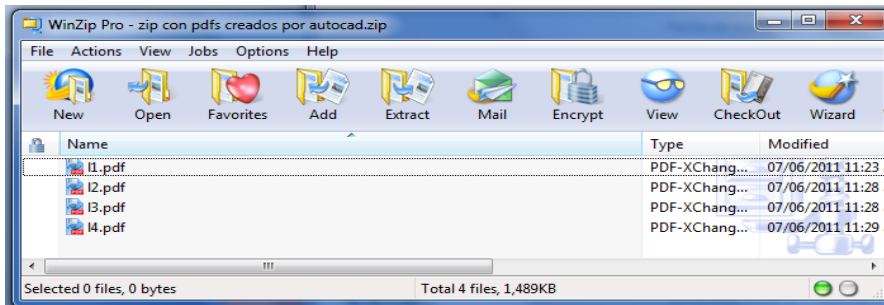 WinZip Pro - zip con pdfs creados por autocad.zip
File Actions View Jobs Options Help
New Open Favorites Add Extract Mail Encrypt View CheckOut Wizard
Name Type Modified
l1.pdf PDF-XChang... 07/06/2011 11:23
l2.pdf PDF-XChang... 07/06/2011 11:28
l3.pdf PDF-XChang... 07/06/2011 11:28
l4.pdf PDF-XChang... 07/06/2011 11:29
Selected 0 files, 0 bytes Total 4 files, 1,489KB